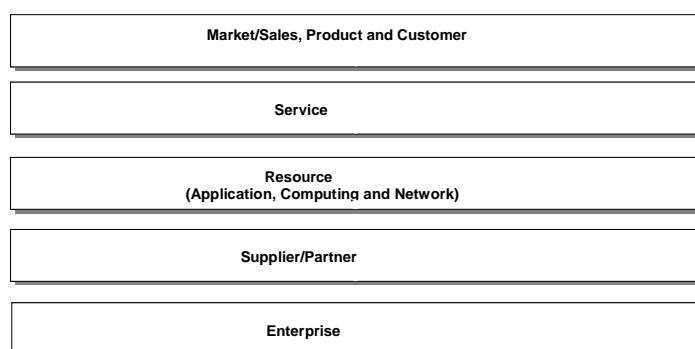 Market/Sales, Product and Customer
Service
Resource
(Application, Computing and Network)
Supplier/Partner
Enterprise